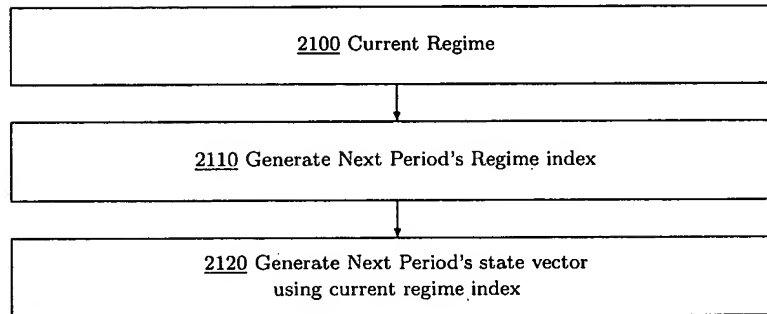 2100 Current Regime
2110 Generate Next Period's Regime index
2120 Generate Next Period's state vector
using current regime index